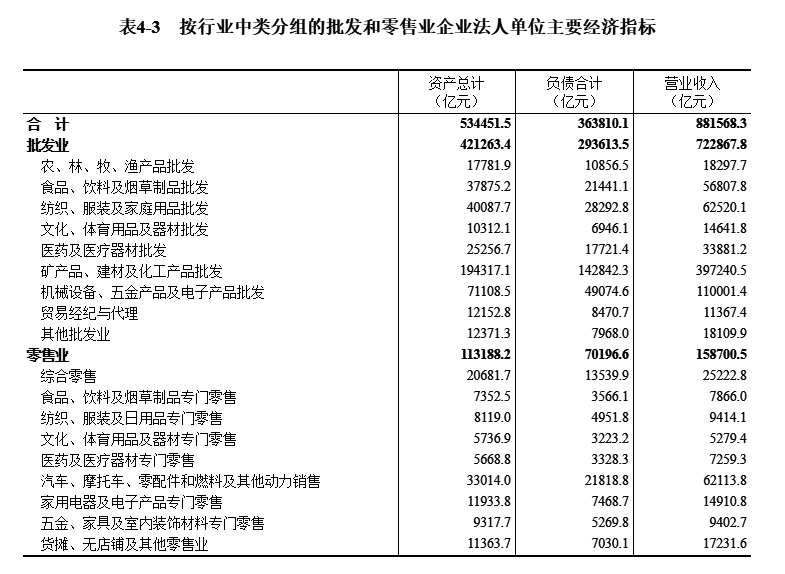 表4-3 按行业中类分组的批发和零售业企业法人单位主要经济指标
资产总计 负债合计 营业收入
（亿元） （亿元） （亿元）
合 计 534451.5 363810.1 881568.3
批发业 421263.4 293613.5 722867.8
农、林、牧、渔产品批发 17781.9 10856.5 18297.7
食品、饮料及烟草制品批发 37875.2 21441.1 56807.8
纺织、服装及家庭用品批发 40087.7 28292.8 62520.1
文化、体育用品及器材批发 10312.1 6946.1 14641.8
医药及医疗器材批发 25256.7 17721.4 33881.2
矿产品、建材及化工产品批发 194317.1 142842.3 397240.5
机械设备、五金产品及电子产品批发 71108.5 49074.6 110001.4
贸易经纪与代理 12152.8 8470.7 11367.4
其他批发业 12371.3 7968.0 18109.9
零售业 113188.2 70196.6 158700.5
综合零售 20681.7 13539.9 25222.8
食品、饮料及烟草制品专门零售 7352.5 3566.1 7866.0
纺织、服装及日用品专门零售 8119.0 4951.8 9414.1
文化、体育用品及器材专门零售 5736.9 3223.2 5279.4
医药及医疗器材专门零售 5668.8 3328.3 7259.3
汽车、摩托车、零配件和燃料及其他动力销售 33014.0 21818.8 62113.8
家用电器及电子产品专门零售 11933.8 7468.7 14910.8
五金、家具及室内装饰材料专门零售 9317.7 5269.8 9402.7
货摊、无店铺及其他零售业 11363.7 7030.1 17231.6